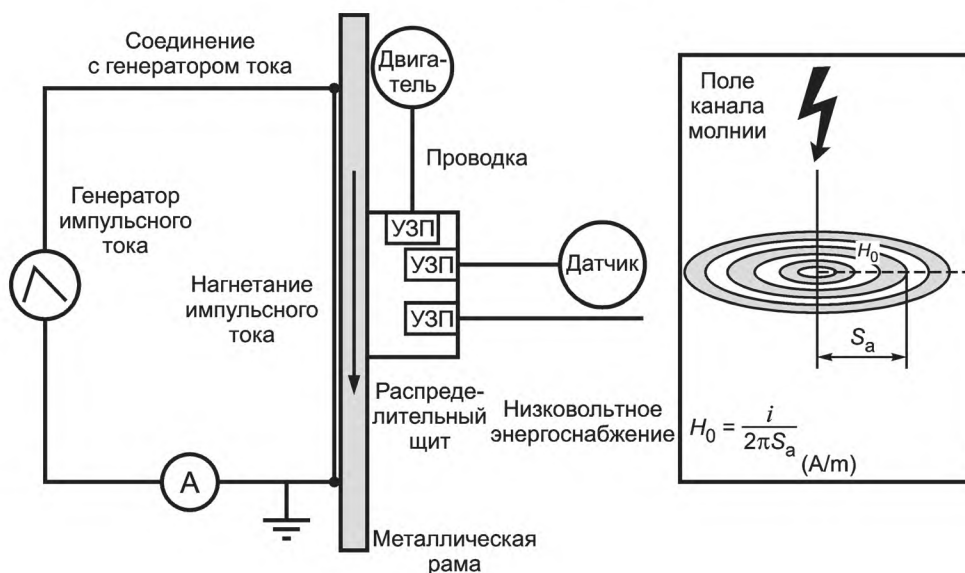 Соединение
с генератором тока
Двига-
тель
Проводка
Генератор
импульсного
тока
УЗП
УЗП
Датчик
Нагнетание
импульсного
тока
УЗП
Распреде-
лительный
щит
Низковольтное
энергоснабжение
A
Металлическая
рама
Поле
канала
молнии
H₀
Sₐ
H₀ = i / 2πSₐ (A/m)